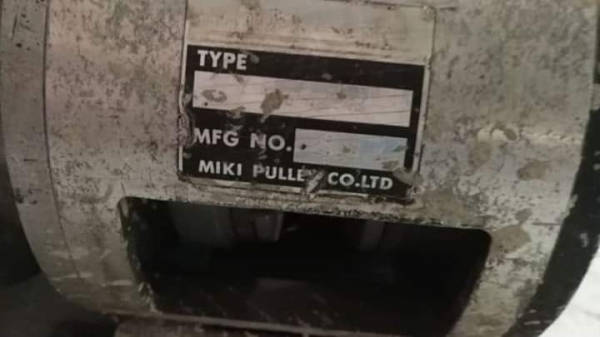 TYPE
MFG NO.
MIKI PULLEY CO.LTD